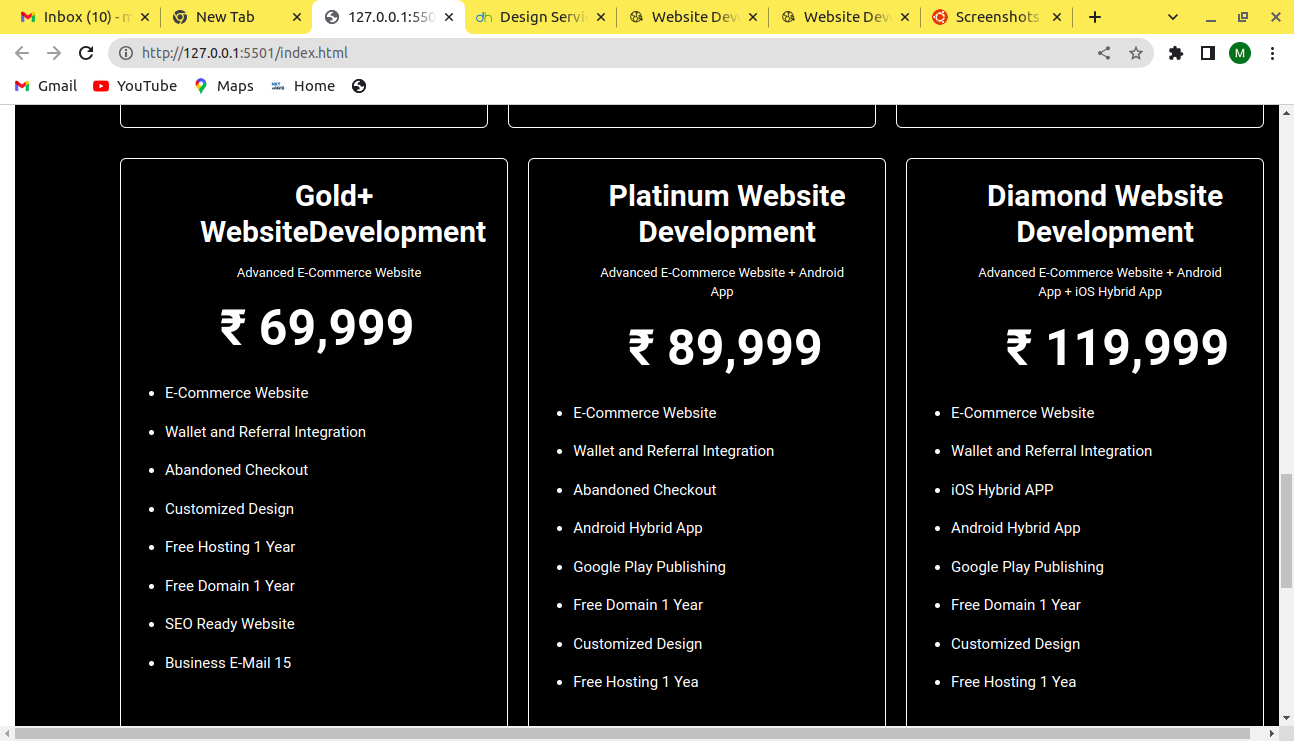 Inbox (10) - m
New Tab
127.0.0.1:550
Design Servi
Website Dev
Website Dev
Screenshots
http://127.0.0.1:5501/index.html
M
Gmail
YouTube
Maps
Home
Gold+
WebsiteDevelopment
Advanced E-Commerce Website
₹ 69,999
• E-Commerce Website
• Wallet and Referral Integration
• Abandoned Checkout
• Customized Design
• Free Hosting 1 Year
• Free Domain 1 Year
• SEO Ready Website
• Business E-Mail 15
Platinum Website
Development
Advanced E-Commerce Website + Android
App
₹ 89,999
• E-Commerce Website
• Wallet and Referral Integration
• Abandoned Checkout
• Android Hybrid App
• Google Play Publishing
• Free Domain 1 Year
• Customized Design
• Free Hosting 1 Yea
Diamond Website
Development
Advanced E-Commerce Website + Android
App + iOS Hybrid App
₹ 119,999
• E-Commerce Website
• Wallet and Referral Integration
• iOS Hybrid APP
• Android Hybrid App
• Google Play Publishing
• Free Domain 1 Year
• Customized Design
• Free Hosting 1 Yea